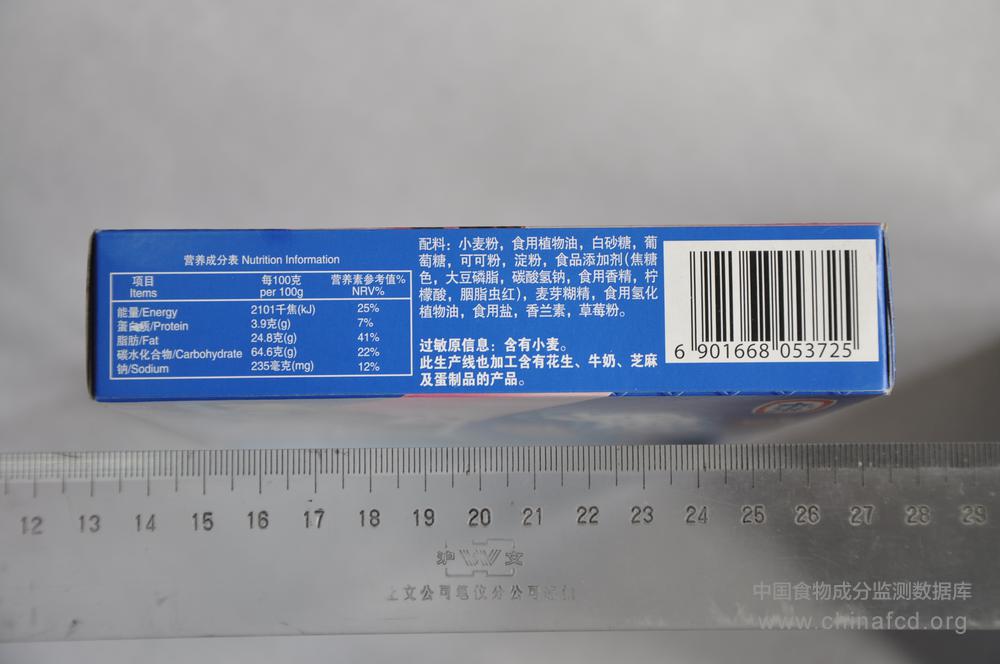 营养成分表 Nutrition Information
项目 每100克 营养素参考值%
Items per 100g NRV%
能量/Energy 2101千焦(kJ) 25%
蛋白质/Protein 3.9克(g) 7%
脂肪/Fat 24.8克(g) 41%
碳水化合物/Carbohydrate 64.6克(g) 22%
钠/Sodium 235毫克(mg) 12%
配料：小麦粉，食用植物油，白砂糖，葡
萄糖，可可粉，淀粉，食品添加剂(焦糖
色，大豆磷脂，碳酸氢钠，食用香精，柠
檬酸，胭脂虫红)，麦芽糊精，食用氢化
植物油，食用盐，香兰素，草莓粉。
过敏原信息：含有小麦。
此生产线也加工含有花生、牛奶、芝麻
及蛋制品的产品。
6 901668 053725
12 13 14 15 16 17 18 19 20 21 22 23 24 25 26 27 28 29
沪 文
文公司笔仪分公司
中国食物成分监测数据库
www.chinafcd.org